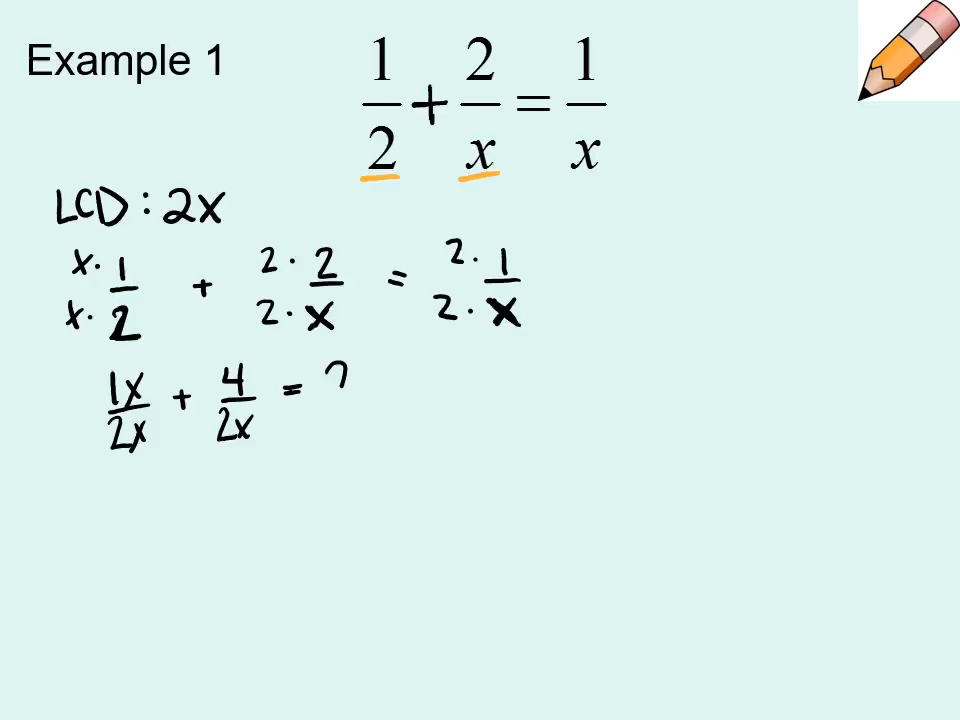 Example 1
1/2 + 2/x = 1/x
LCD : 2x
x · 1 / x · 2 + 2 · 2 / 2 · x = 2 · 1 / 2 · x
1x/2x + 4/2x = 2